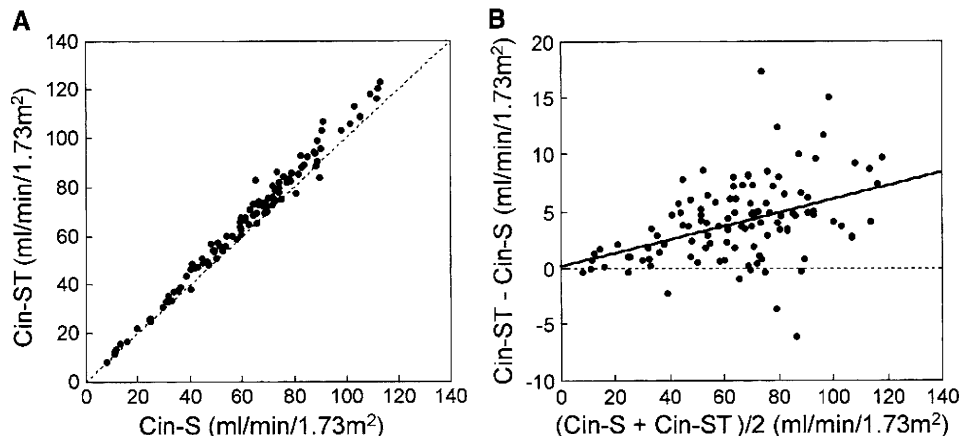 A
140
120
100
80
60
40
20
0
Cin-ST (ml/min/1.73m²)
0 20 40 60 80 100 120 140
Cin-S (ml/min/1.73m²)
B
20
15
10
5
0
-5
-10
Cin-ST - Cin-S (ml/min/1.73m²)
0 20 40 60 80 100 120 140
(Cin-S + Cin-ST )/2 (ml/min/1.73m²)